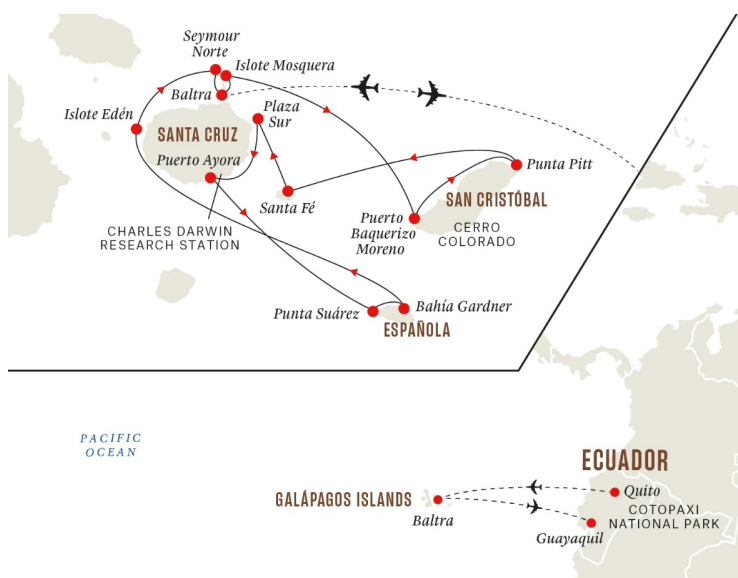 Seymour
Norte
Islote Mosquera
Baltra
Plaza
Sur
Islote Edén
SANTA CRUZ
Puerto Ayora
Punta Pitt
Santa Fé
SAN CRISTÓBAL
Puerto
Baquerizo
Moreno
CERRO
COLORADO
CHARLES DARWIN
RESEARCH STATION
Punta Suárez
Bahía Gardner
ESPAÑOLA
PACIFIC
OCEAN
ECUADOR
GALÁPAGOS ISLANDS
Quito
Baltra
COTOPAXI
NATIONAL PARK
Guayaquil